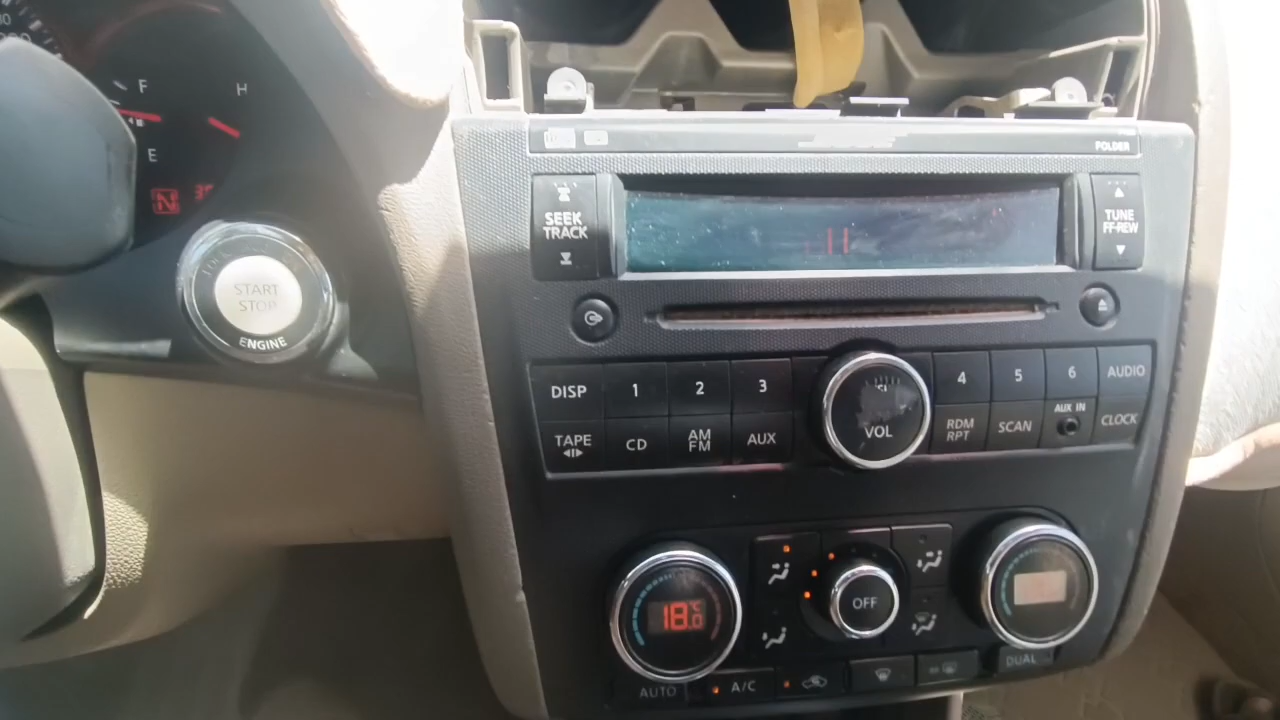 F
H
E
N
START
STOP
ENGINE
FOLDER
SEEK
TRACK
TUNE
FF·REW
DISP
1
2
3
VOL
4
5
6
AUDIO
TAPE
CD
AM
FM
AUX
RDM
RPT
SCAN
AUX IN
CLOCK
18.0 °C
OFF
AUTO
A/C
DUAL